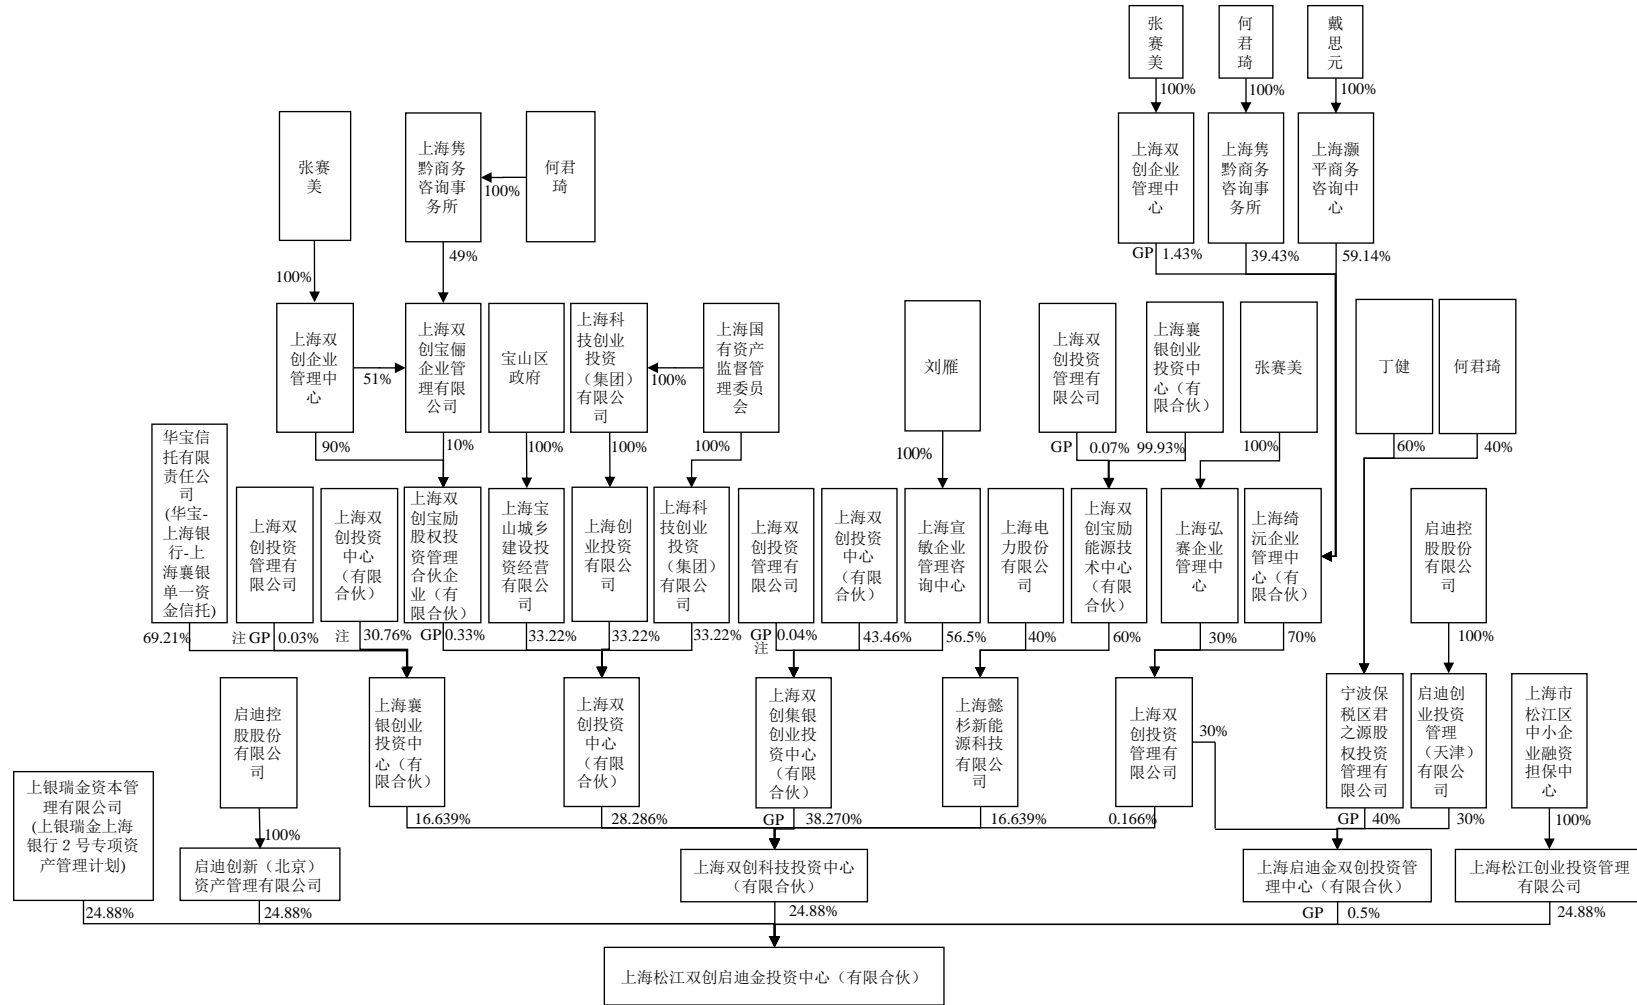 张
赛
美
何
君
琦
戴
思
元
100%
100%
100%
张赛
美
上海隽
黔商务
咨询事
务所
100%
何君
琦
上海双
创企业
管理中
心
上海隽
黔商务
咨询事
务所
上海灏
平商务
咨询中
心
GP 1.43%
39.43%
59.14%
100%
49%
上海双
创企业
管理中
心
51%
上海双
创宝俪
企业管
理有限
公司
宝山区
政府
上海科
技创业
投资
（集团）
有限公
司
100%
上海国
有资产
监督管
理委员
会
刘雁
上海双
创投资
管理有
限公司
上海襄
银创业
投资中
心（有
限合伙）
张赛美
丁健
何君琦
90%
10%
100%
100%
100%
100%
GP 0.07%
99.93%
100%
60%
40%
华宝信
托有限
责任公
司
(华宝-
上海银
行-上
海襄银
单一资
金信托)
上海双
创投资
管理有
限公司
上海双
创投资
中心
（有限
合伙）
上海双
创宝励
股权投
资管理
合伙企
业（有
限合伙）
上海宝
山城乡
建设投
资经营
有限公
司
上海创
业投资
有限公
司
上海科
技创业
投资
（集团）
有限公
司
上海双
创投资
管理有
限公司
上海双
创投资
中心
（有限
合伙）
上海宣
敏企业
管理咨
询中心
上海电
力股份
有限公
司
上海双
创宝励
能源技
术中心
（有限
合伙）
上海弘
赛企业
管理中
心
上海绮
沅企业
管理中
心（有
限合伙）
启迪控
股股份
有限公
司
69.21%
注 GP 0.03%
注 30.76%
GP 0.33%
33.22%
33.22%
33.22%
GP 0.04%
注
43.46%
56.5%
40%
60%
30%
70%
100%
启迪控
股股份
有限公
司
上海襄
银创业
投资中
心（有
限合伙）
上海双
创投资
中心
（有限
合伙）
上海双
创集银
创业投
资中心
（有限
合伙）
上海懿
杉新能
源科技
有限公
司
上海双
创投资
管理有
限公司
30%
宁波保
税区君
之源股
权投资
管理有
限公司
启迪创
业投资
管理
（天津）
有限公
司
上海市
松江区
中小企
业融资
担保中
心
100%
16.639%
28.286%
GP 38.270%
16.639%
0.166%
GP 40%
30%
100%
上银瑞金资本管
理有限公司
(上银瑞金上海
银行 2 号专项资
产管理计划)
启迪创新（北京）
资产管理有限公司
上海双创科技投资中心
（有限合伙）
上海启迪金双创投资管
理中心（有限合伙）
上海松江创业投资管理
有限公司
24.88%
24.88%
24.88%
GP 0.5%
24.88%
上海松江双创启迪金投资中心（有限合伙）